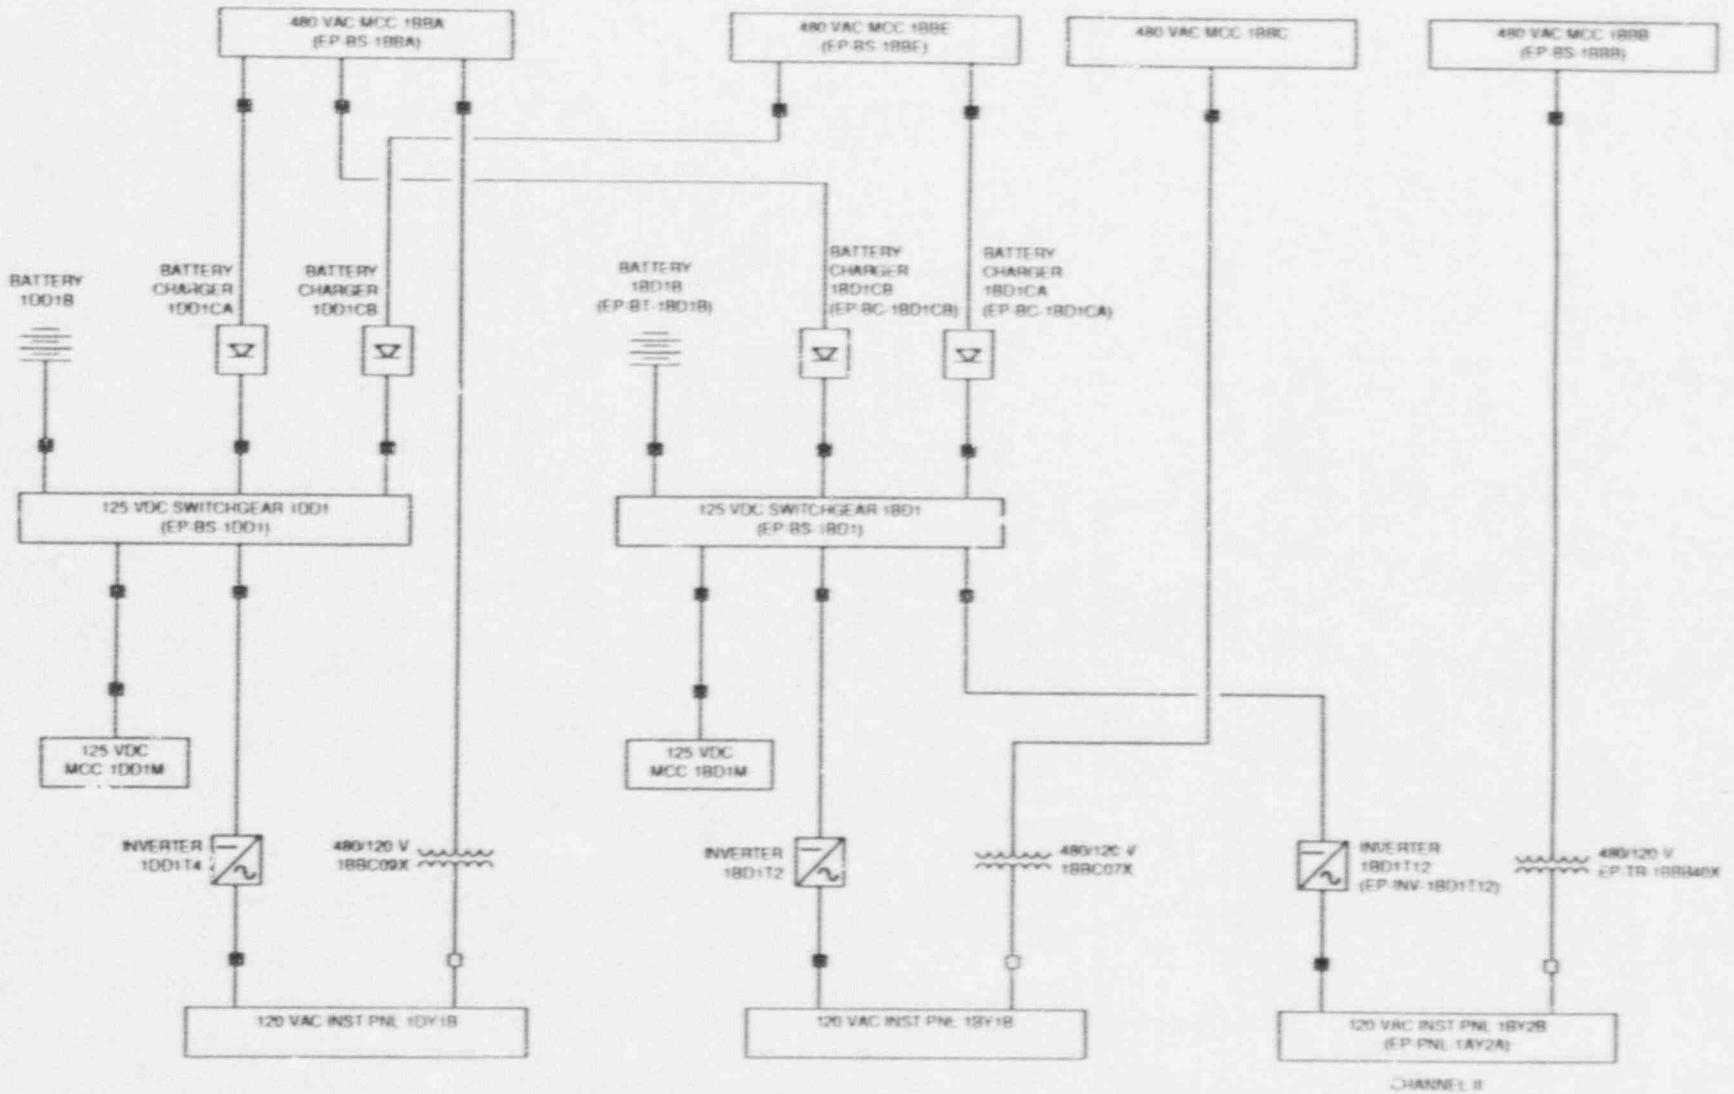 480 VAC MCC 1BBA
(EP-BS-1BBA)
480 VAC MCC 1BBE
(EP-BS-1BBE)
480 VAC MCC 1BBC
480 VAC MCC 1BBB
(EP-BS-1BBB)
BATTERY
1DD1B
BATTERY
CHARGER
1DD1CA
BATTERY
CHARGER
1DD1CB
BATTERY
1BD1B
(EP-BT-1BD1B)
BATTERY
CHARGER
1BD1CB
(EP-BC-1BD1CB)
BATTERY
CHARGER
1BD1CA
(EP-BC-1BD1CA)
125 VDC SWITCHGEAR 1DD1
(EP-BS-1DD1)
125 VDC SWITCHGEAR 1BD1
(EP-BS-1BD1)
125 VDC
MCC 1DD1M
125 VDC
MCC 1BD1M
INVERTER
1DD1T4
480/120 V
1BBC09X
INVERTER
1BD1T2
480/120 V
1BBC07X
INVERTER
1BD1T12
(EP-INV-1BD1T12)
480/120 V
EP-TR-1BBB40X
120 VAC INST PNL 1DY1B
120 VAC INST PNL 1BY1B
120 VAC INST PNL 1BY2B
(EP-PNL-1AY2A)
CHANNEL II